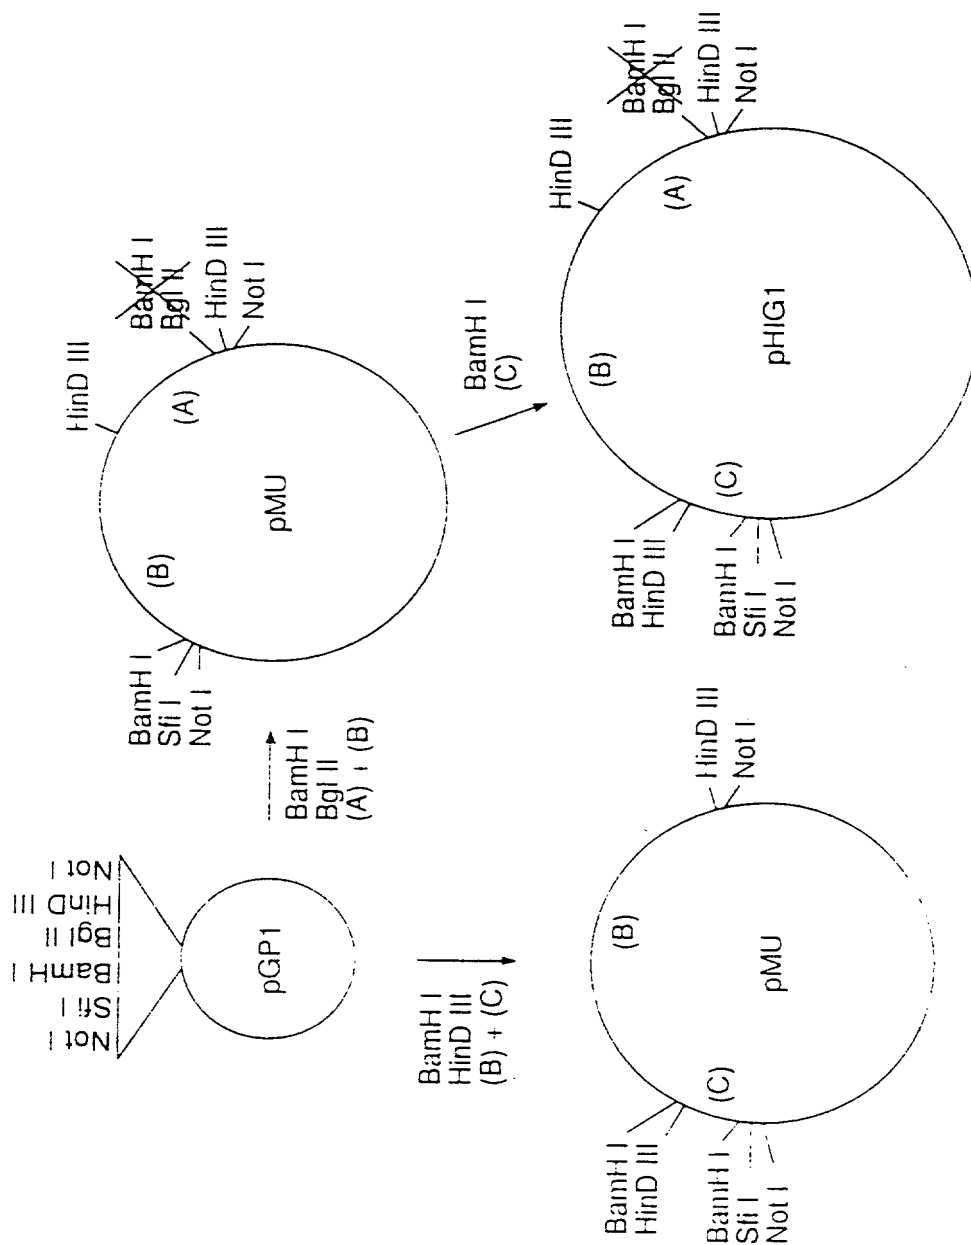 Not I
Sfi I
BamH I
Bgl II
HinD III
Not I
pGP1
BamH I
Bgl II
(A) + (B)
BamH I
Sfi I
Not I
(B)
HinD III
BamH I
Bgl II
HinD III
Not I
(A)
pMU
BamH I
HinD III
(B) + (C)
BamH I
(C)
BamH I
HinD III
BamH I
Sfi I
Not I
(C)
(B)
HinD III
Not I
pMU
BamH I
HinD III
BamH I
Sfi I
Not I
(C)
(B)
HinD III
BamH I
Bgl II
HinD III
Not I
(A)
pHIG1